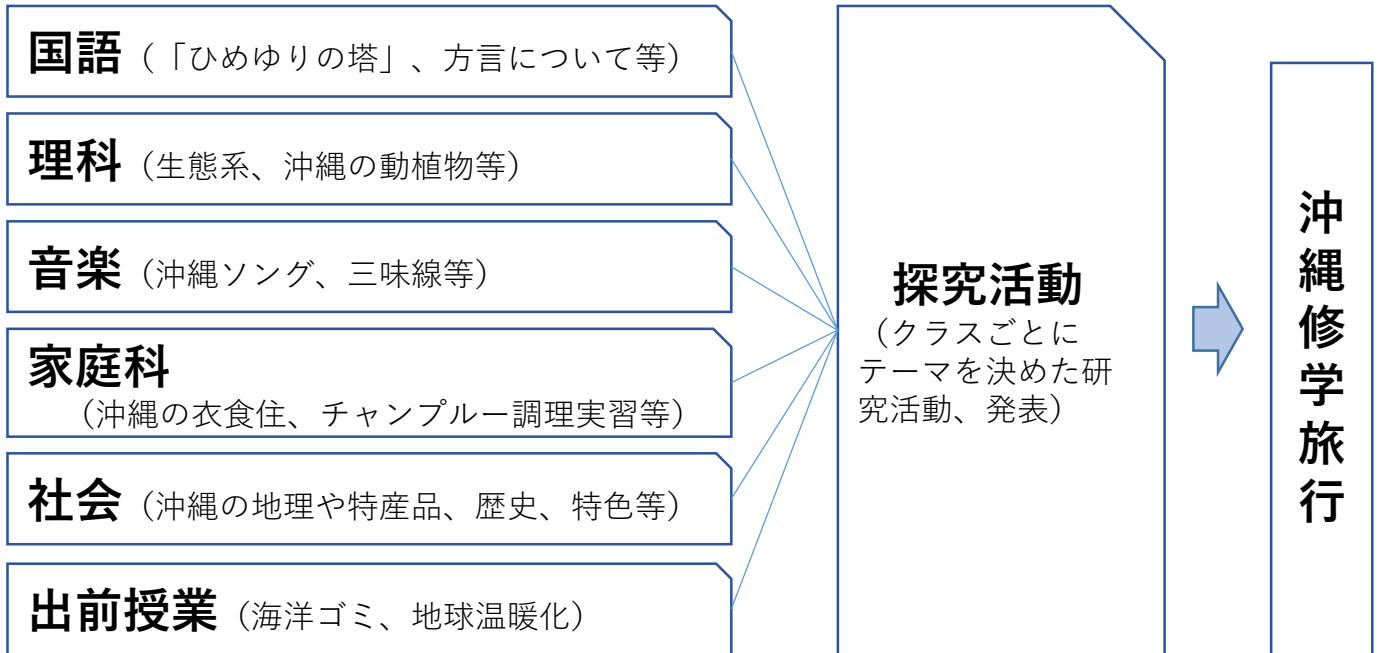 国語（「ひめゆりの塔」、方言について等）
理科（生態系、沖縄の動植物等）
音楽（沖縄ソング、三味線等）
家庭科
（沖縄の衣食住、チャンプルー調理実習等）
社会（沖縄の地理や特産品、歴史、特色等）
出前授業（海洋ゴミ、地球温暖化）
探究活動
（クラスごとに
テーマを決めた研
究活動、発表）
沖縄修学旅行